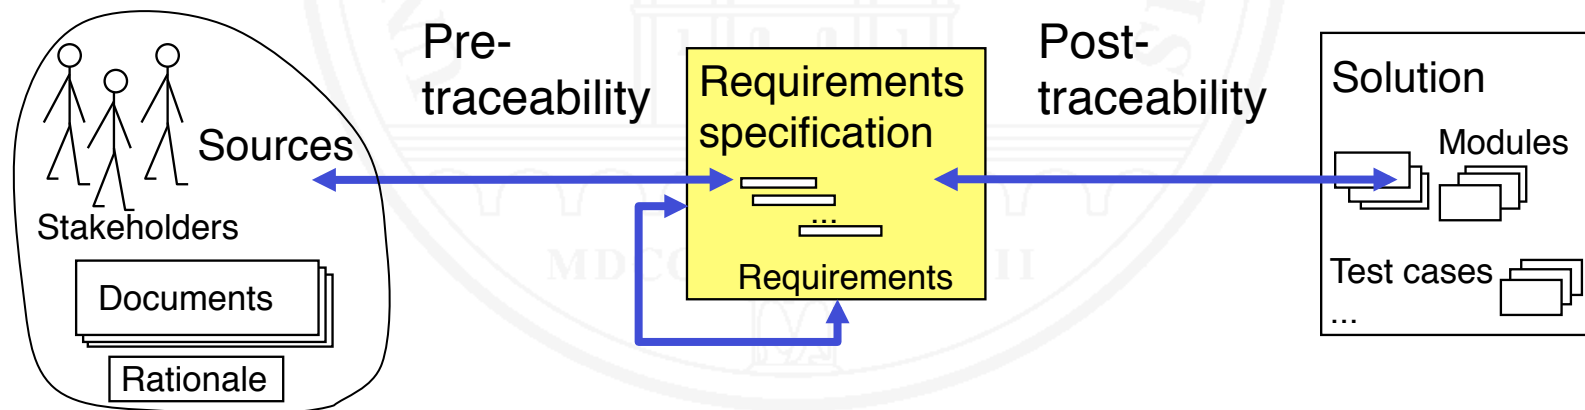 Pre-
traceability
Sources
Stakeholders
Documents
Rationale
Requirements
specification
...
Requirements
Post-
traceability
Solution
Modules
Test cases
...